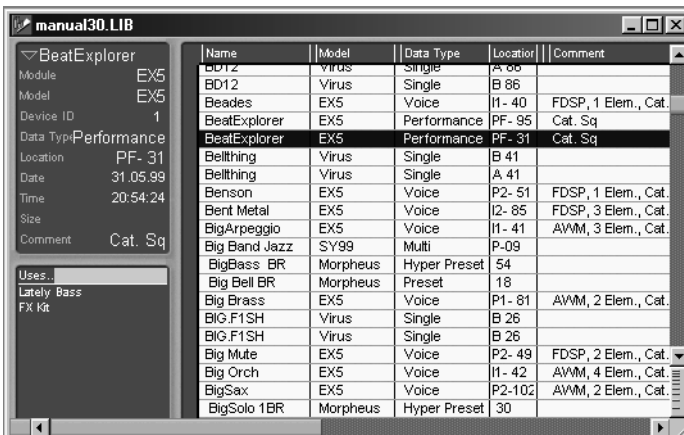 manual30.LIB
BeatExplorer
Module EX5
Model EX5
Device ID 1
Data Type Performance
Location PF- 31
Date 31.05.99
Time 20:54:24
Size
Comment Cat. Sq
Uses..
Lately Bass
FX Kit
Name Model Data Type Location Comment
BD12 Virus Single A 86
BD12 Virus Single B 86
Beades EX5 Voice I1- 40 FDSP, 1 Elem., Cat.
BeatExplorer EX5 Performance PF- 95 Cat. Sq
BeatExplorer EX5 Performance PF- 31 Cat. Sq
Bellthing Virus Single B 41
Bellthing Virus Single A 41
Benson EX5 Voice P2- 51 FDSP, 1 Elem., Cat.
Bent Metal EX5 Voice I2- 85 FDSP, 3 Elem., Cat.
BigArpeggio EX5 Voice I1- 41 AWM, 3 Elem., Cat.
Big Band Jazz SY99 Multi P-09
BigBass BR Morpheus Hyper Preset 54
Big Bell BR Morpheus Preset 18
Big Brass EX5 Voice P1- 81 AWM, 2 Elem., Cat.
BIG.F1SH Virus Single B 26
BIG.F1SH Virus Single B 26
Big Mute EX5 Voice P2- 49 FDSP, 2 Elem., Cat.
Big Orch EX5 Voice I1- 42 AWM, 4 Elem., Cat.
BigSax EX5 Voice P2-102 AWM, 2 Elem., Cat.
BigSolo 1BR Morpheus Hyper Preset 30